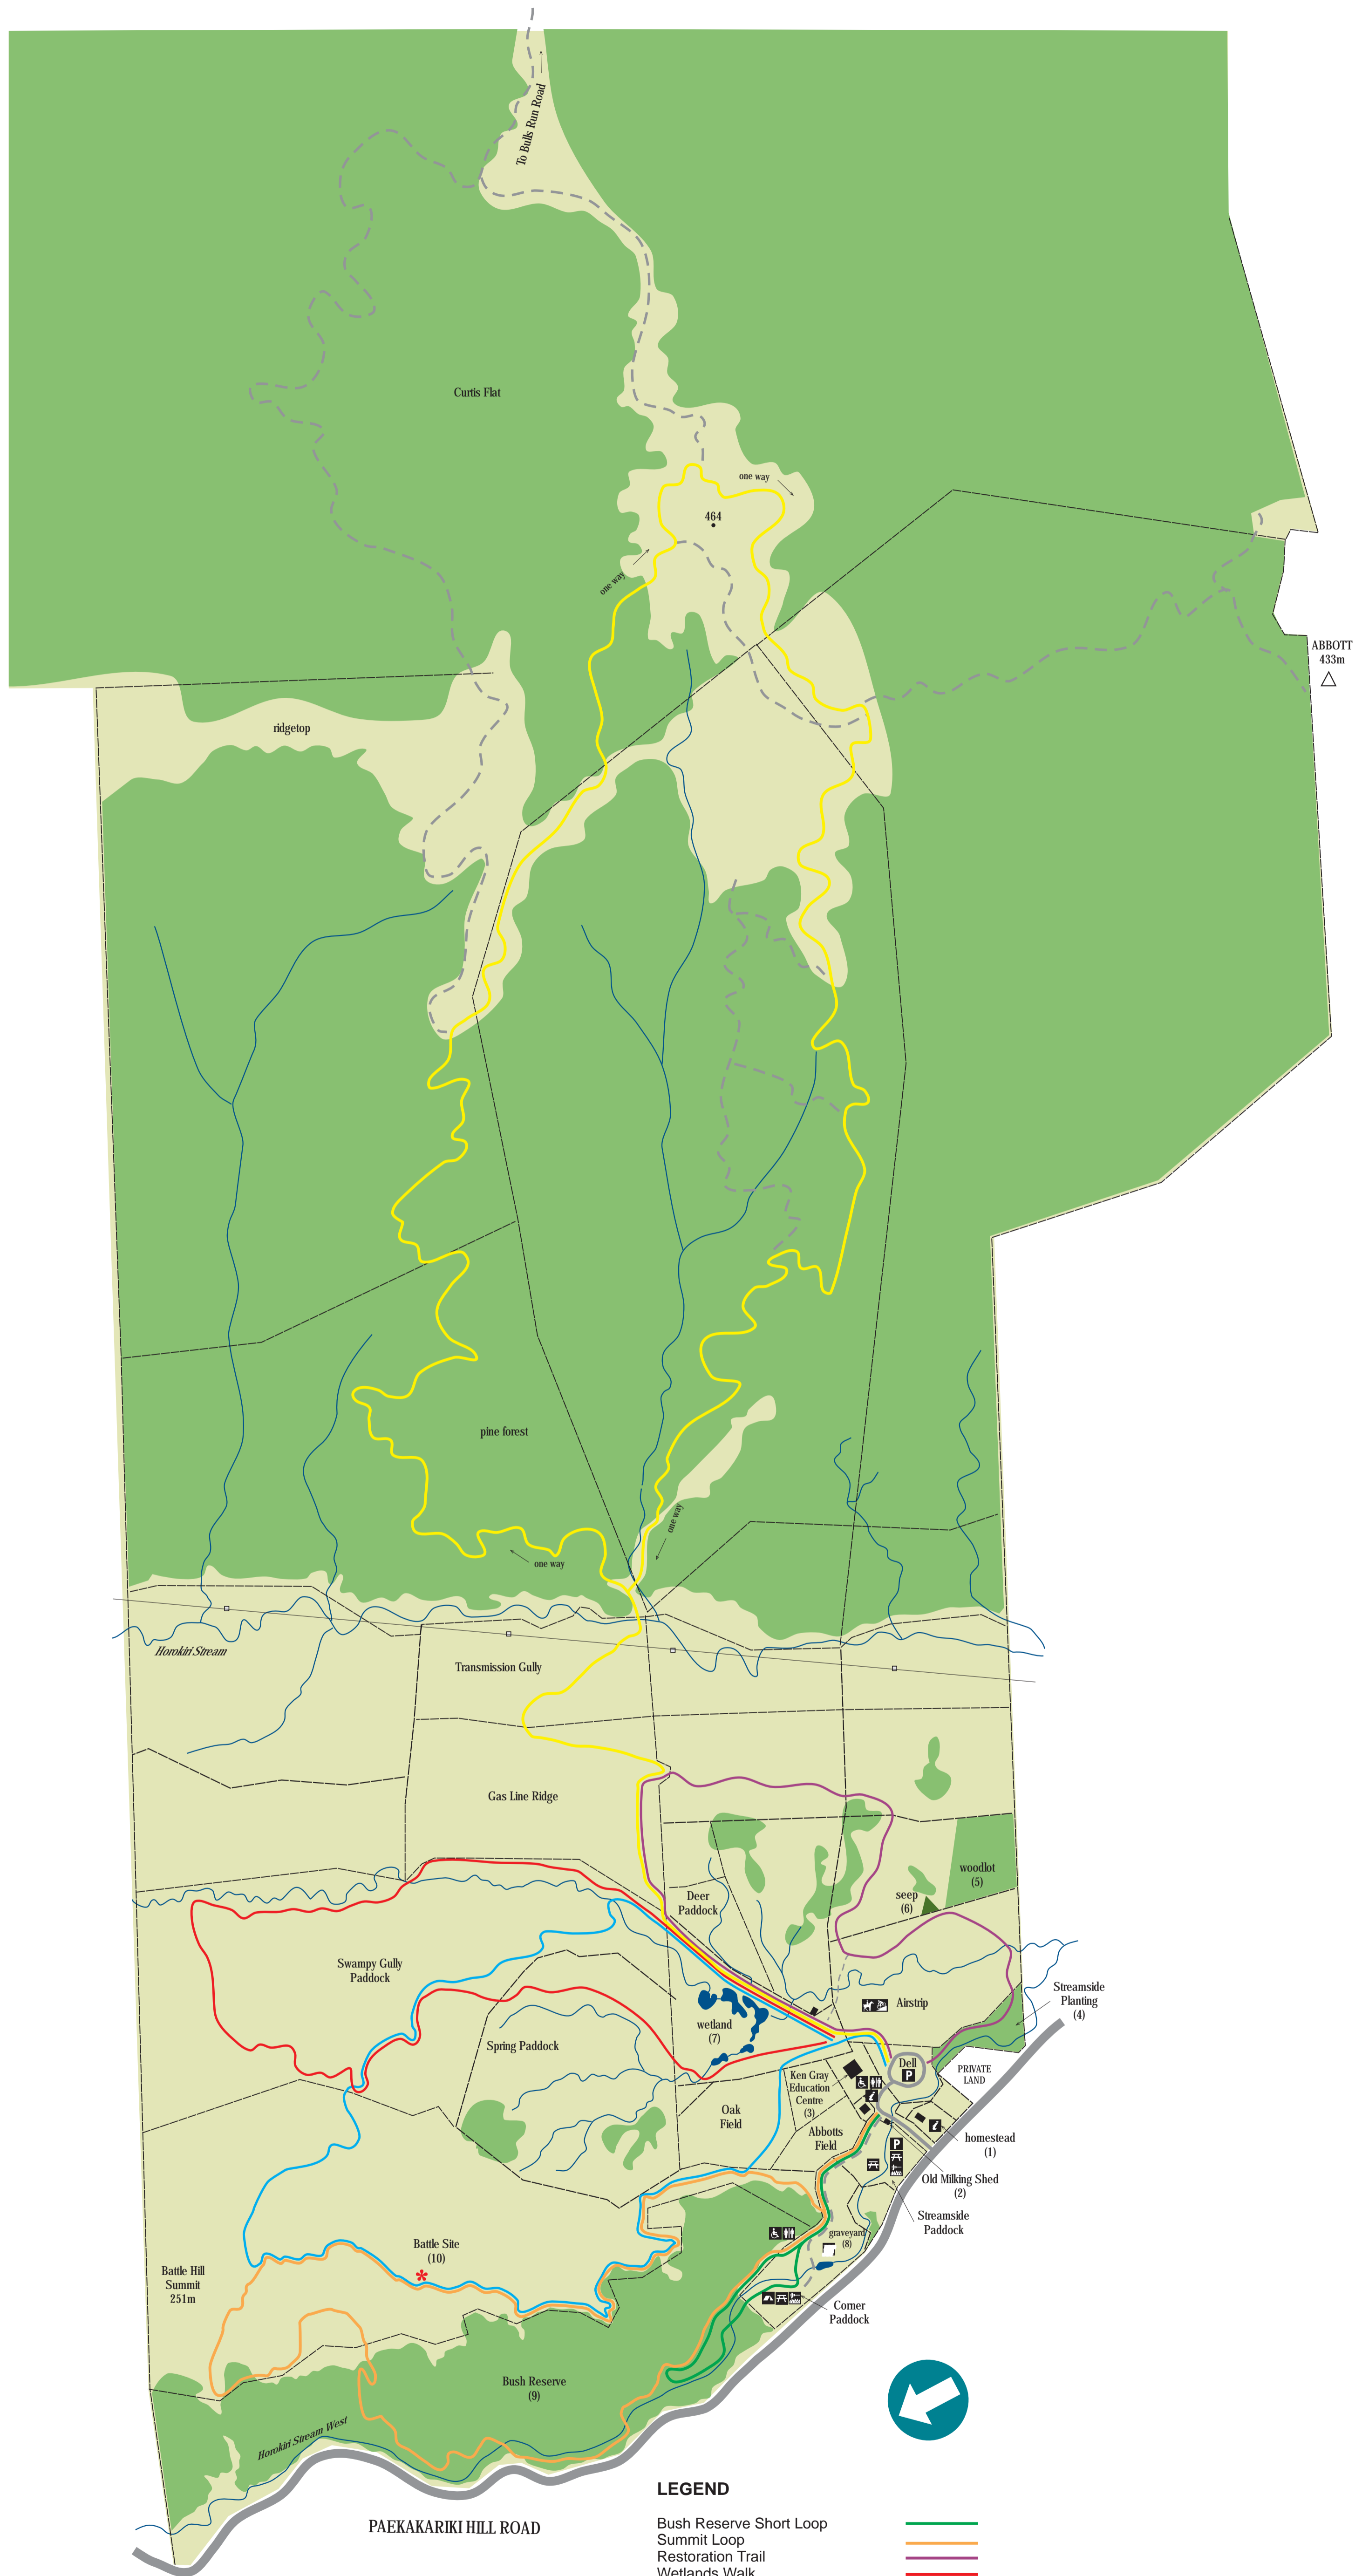 To Bulls Run Road
Curtis Flat
one way
464
one way
ABBOTT
433m
ridgetop
pine forest
one way
one way
Horokiri Stream
Transmission Gully
Gas Line Ridge
woodlot
(5)
Deer
Paddock
seep
(6)
Swampy Gully
Paddock
Streamside
Planting
(4)
Airstrip
wetland
(7)
Spring Paddock
Dell
P
PRIVATE
LAND
Ken Gray
Education
Centre
(3)
Oak
Field
Abbotts
Field
homestead
(1)
P
Old Milking Shed
(2)
Streamside
Paddock
graveyard
(8)
Battle Site
(10)
Battle Hill
Summit
251m
Corner
Paddock
Bush Reserve
(9)
Horokiri Stream West
PAEKAKARIKI HILL ROAD
LEGEND
Bush Reserve Short Loop
Summit Loop
Restoration Trail
Wetlands Walk